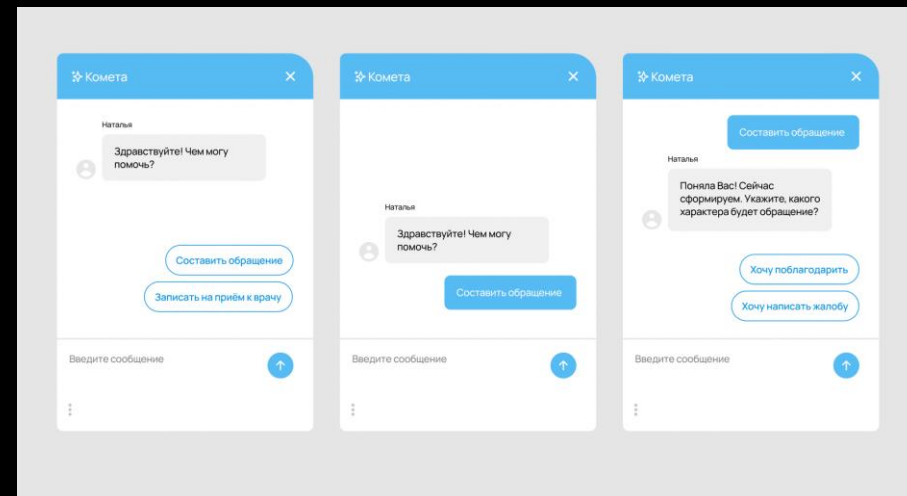 Комета
Наталья
Здравствуйте! Чем могу
помочь?
Составить обращение
Записать на приём к врачу
Введите сообщение
Комета
Наталья
Здравствуйте! Чем могу
помочь?
Составить обращение
Введите сообщение
Комета
Составить обращение
Наталья
Поняла Вас! Сейчас
сформируем. Укажите, какого
характера будет обращение?
Хочу поблагодарить
Хочу написать жалобу
Введите сообщение